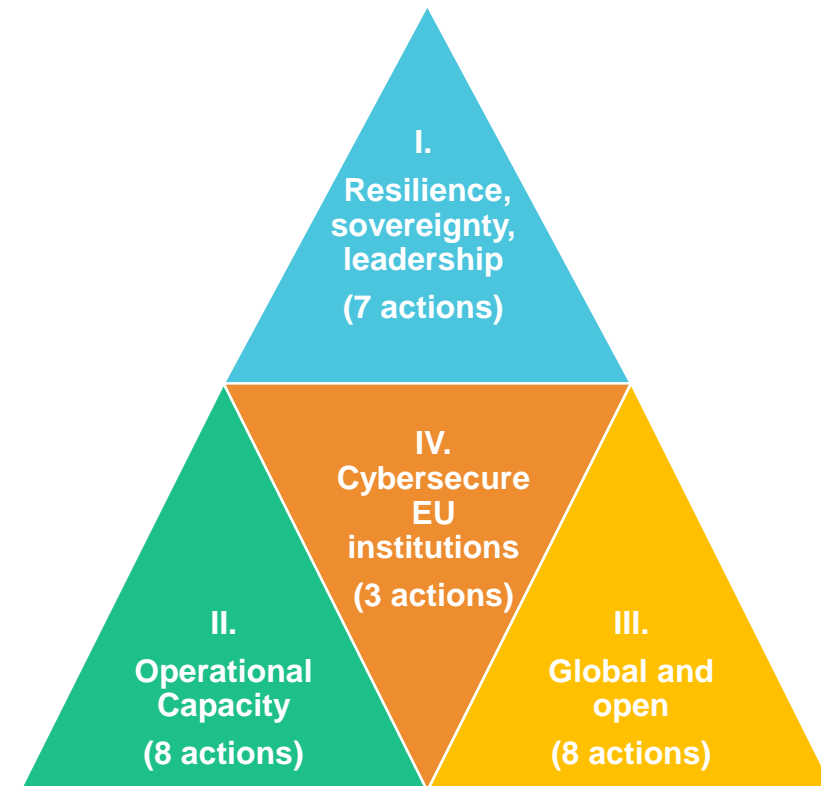 I.
Resilience,
sovereignty,
leadership
(7 actions)
IV.
Cybersecure
EU
institutions
(3 actions)
II.
Operational
Capacity
(8 actions)
III.
Global and
open
(8 actions)